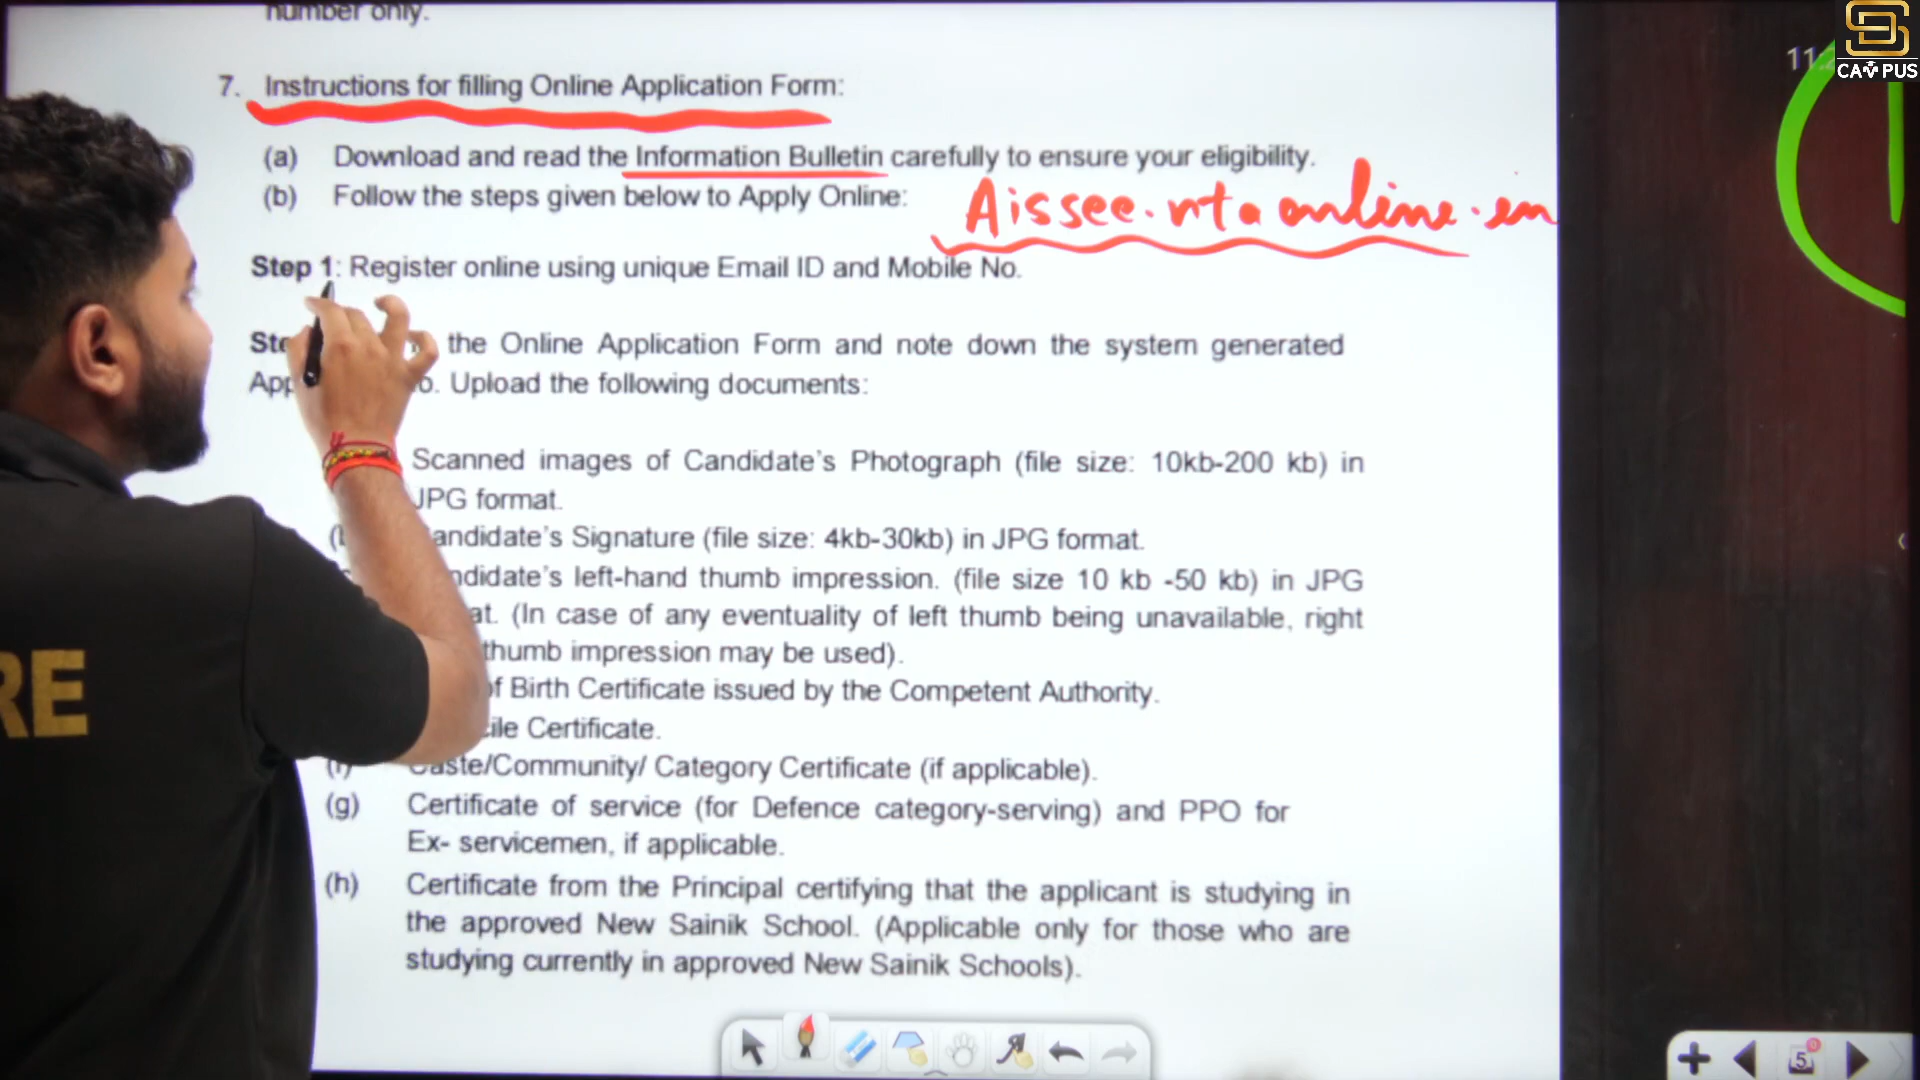 number only.
CAMPUS
7. Instructions for filling Online Application Form:
(a) Download and read the Information Bulletin carefully to ensure your eligibility.
(b) Follow the steps given below to Apply Online:
Aissee.nta online.in
Step 1: Register online using unique Email ID and Mobile No.
the Online Application Form and note down the system generated
Upload the following documents:
Scanned images of Candidate's Photograph (file size: 10kb-200 kb) in
JPG format.
andidate's Signature (file size: 4kb-30kb) in JPG format.
ndidate's left-hand thumb impression. (file size 10 kb -50 kb) in JPG
at. (In case of any eventuality of left thumb being unavailable, right
thumb impression may be used).
of Birth Certificate issued by the Competent Authority.
ile Certificate.
Caste/Community/ Category Certificate (if applicable).
(g) Certificate of service (for Defence category-serving) and PPO for
Ex- servicemen, if applicable.
(h) Certificate from the Principal certifying that the applicant is studying in
the approved New Sainik School. (Applicable only for those who are
studying currently in approved New Sainik Schools).
RE
5